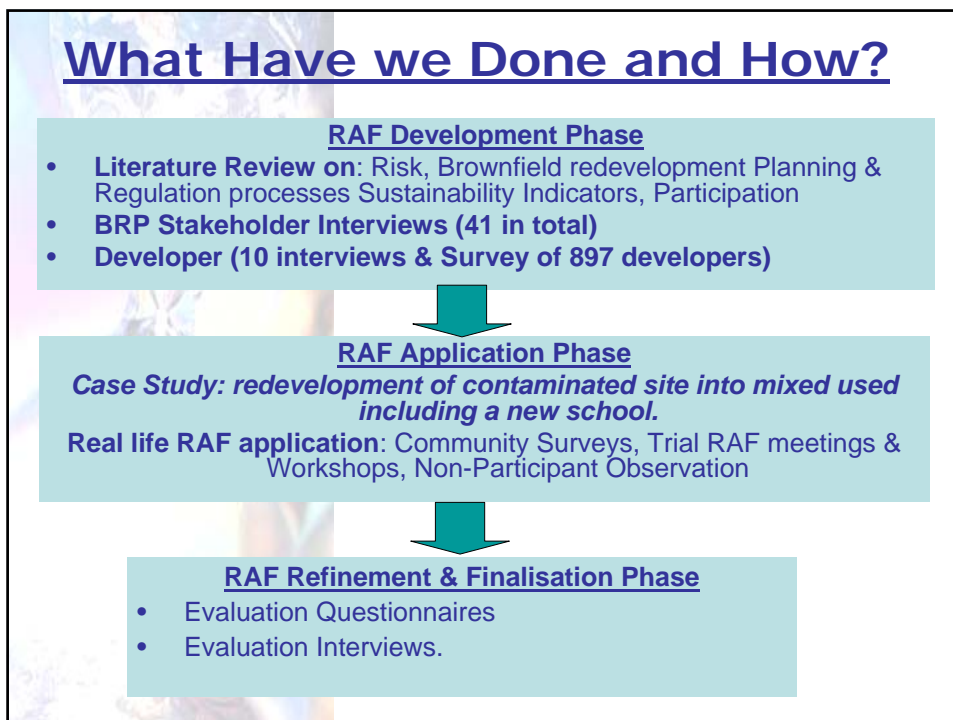 What Have we Done and How?
RAF Development Phase
• Literature Review on: Risk, Brownfield redevelopment Planning &
Regulation processes Sustainability Indicators, Participation
• BRP Stakeholder Interviews (41 in total)
• Developer (10 interviews & Survey of 897 developers)
RAF Application Phase
Case Study: redevelopment of contaminated site into mixed used
including a new school.
Real life RAF application: Community Surveys, Trial RAF meetings &
Workshops, Non-Participant Observation
RAF Refinement & Finalisation Phase
• Evaluation Questionnaires
• Evaluation Interviews.